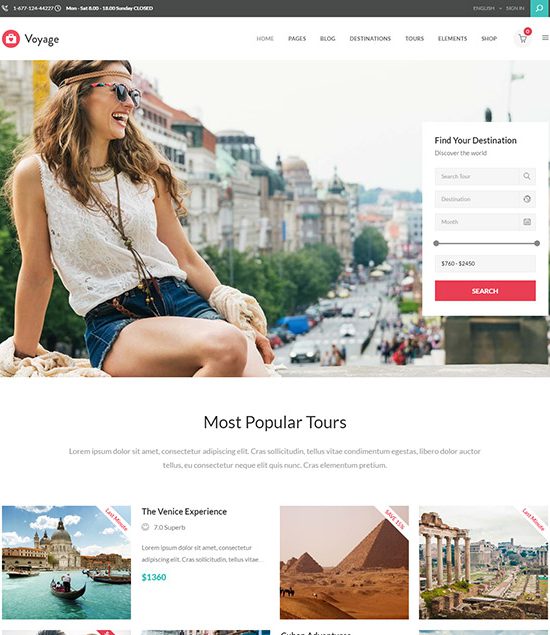 1-677-124-44227 Mon - Sat 8.00 - 18.00 Sunday CLOSED ENGLISH SIGN IN
Voyage HOME PAGES BLOG DESTINATIONS TOURS ELEMENTS SHOP 0
Find Your Destination
Discover the world
Search Tour
Destination
Month
$760 - $2450
SEARCH
Most Popular Tours
Lorem ipsum dolor sit amet, consectetur adipiscing elit. Cras sollicitudin, tellus vitae condimentum egestas, libero dolor auctor
tellus, eu consectetur neque elit quis nunc. Cras elementum pretium.
Last Minute
The Venice Experience
7.0 Superb
Lorem ipsum dolor sit amet, consectetur
adipiscing elit. Cras sollicitudin, tellus vitae
$1360
SAVE 15%
Last Minute